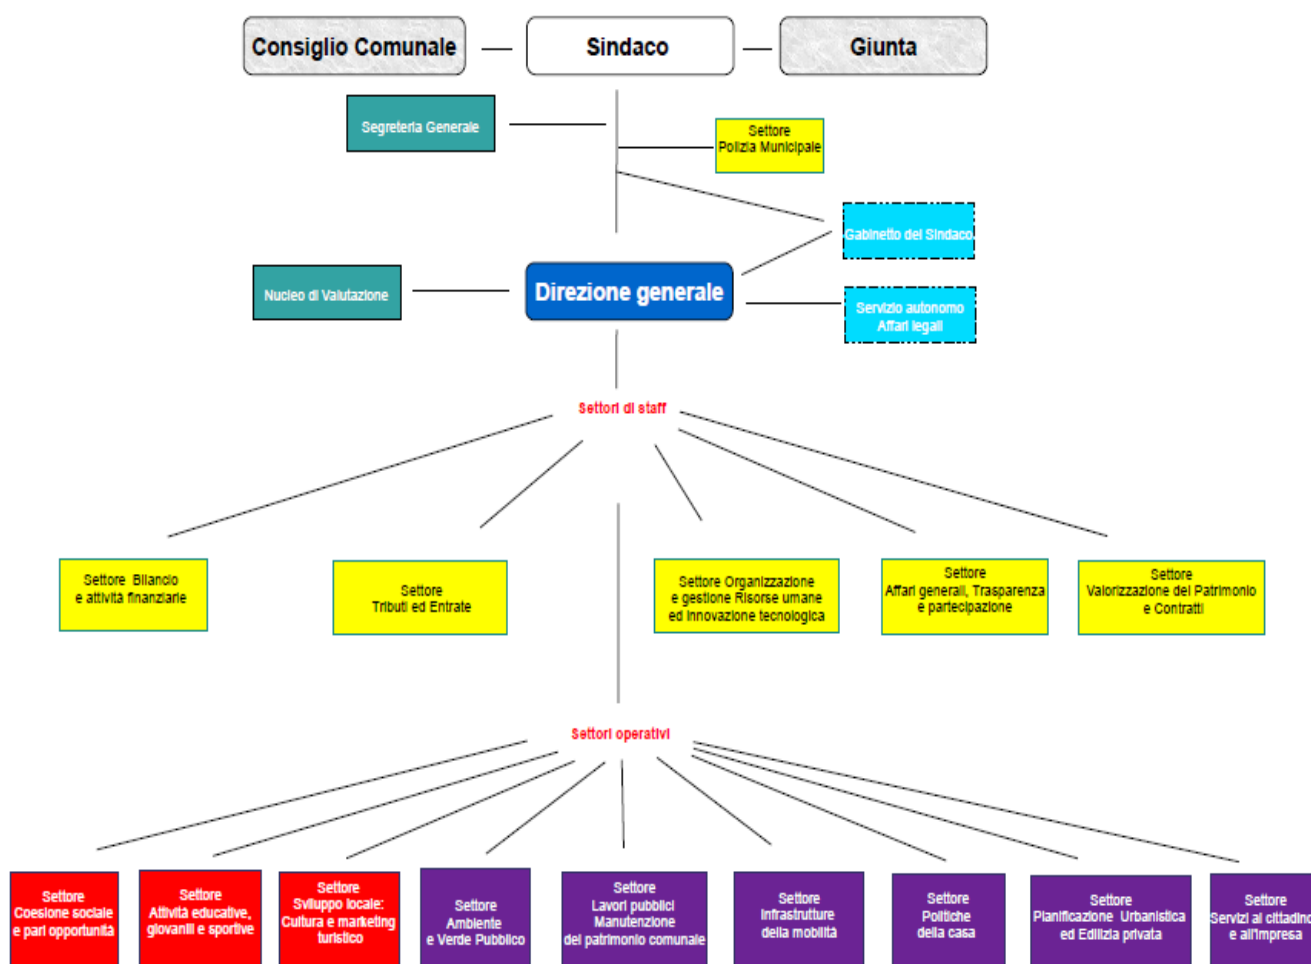 Consiglio Comunale
Sindaco
Giunta
Segreteria Generale
Settore
Polizia Municipale
Gabinetto del Sindaco
Nucleo di Valutazione
Direzione generale
Servizio autonomo
Affari legali
Settori di staff
Settore Bilancio
e attività finanziarie
Settore
Tributi ed Entrate
Settore Organizzazione
e gestione Risorse umane
ed innovazione tecnologica
Settore
Affari generali, Trasparenza
e partecipazione
Settore
Valorizzazione del Patrimonio
e Contratti
Settori operativi
Settore
Coesione sociale
e pari opportunità
Settore
Attività educative,
giovanili e sportive
Settore
Sviluppo locale:
Cultura e marketing
turistico
Settore
Ambiente
e Verde Pubblico
Settore
Lavori pubblici
Manutenzione
del patrimonio comunale
Settore
Infrastrutture
della mobilità
Settore
Politiche
della casa
Settore
Pianificazione Urbanistica
ed Edilizia privata
Settore
Servizi al cittadino
e all'impresa